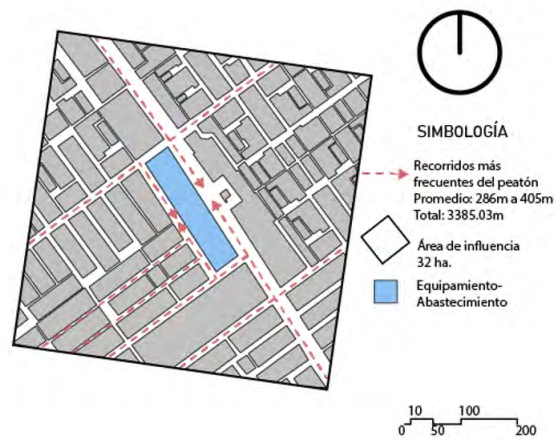 SIMBOLOGÍA
Recorridos más
frecuentes del peatón
Promedio: 286m a 405m
Total: 3385.03m
Área de influencia
32 ha.
Equipamiento-
Abastecimiento
10 100
0 50 200